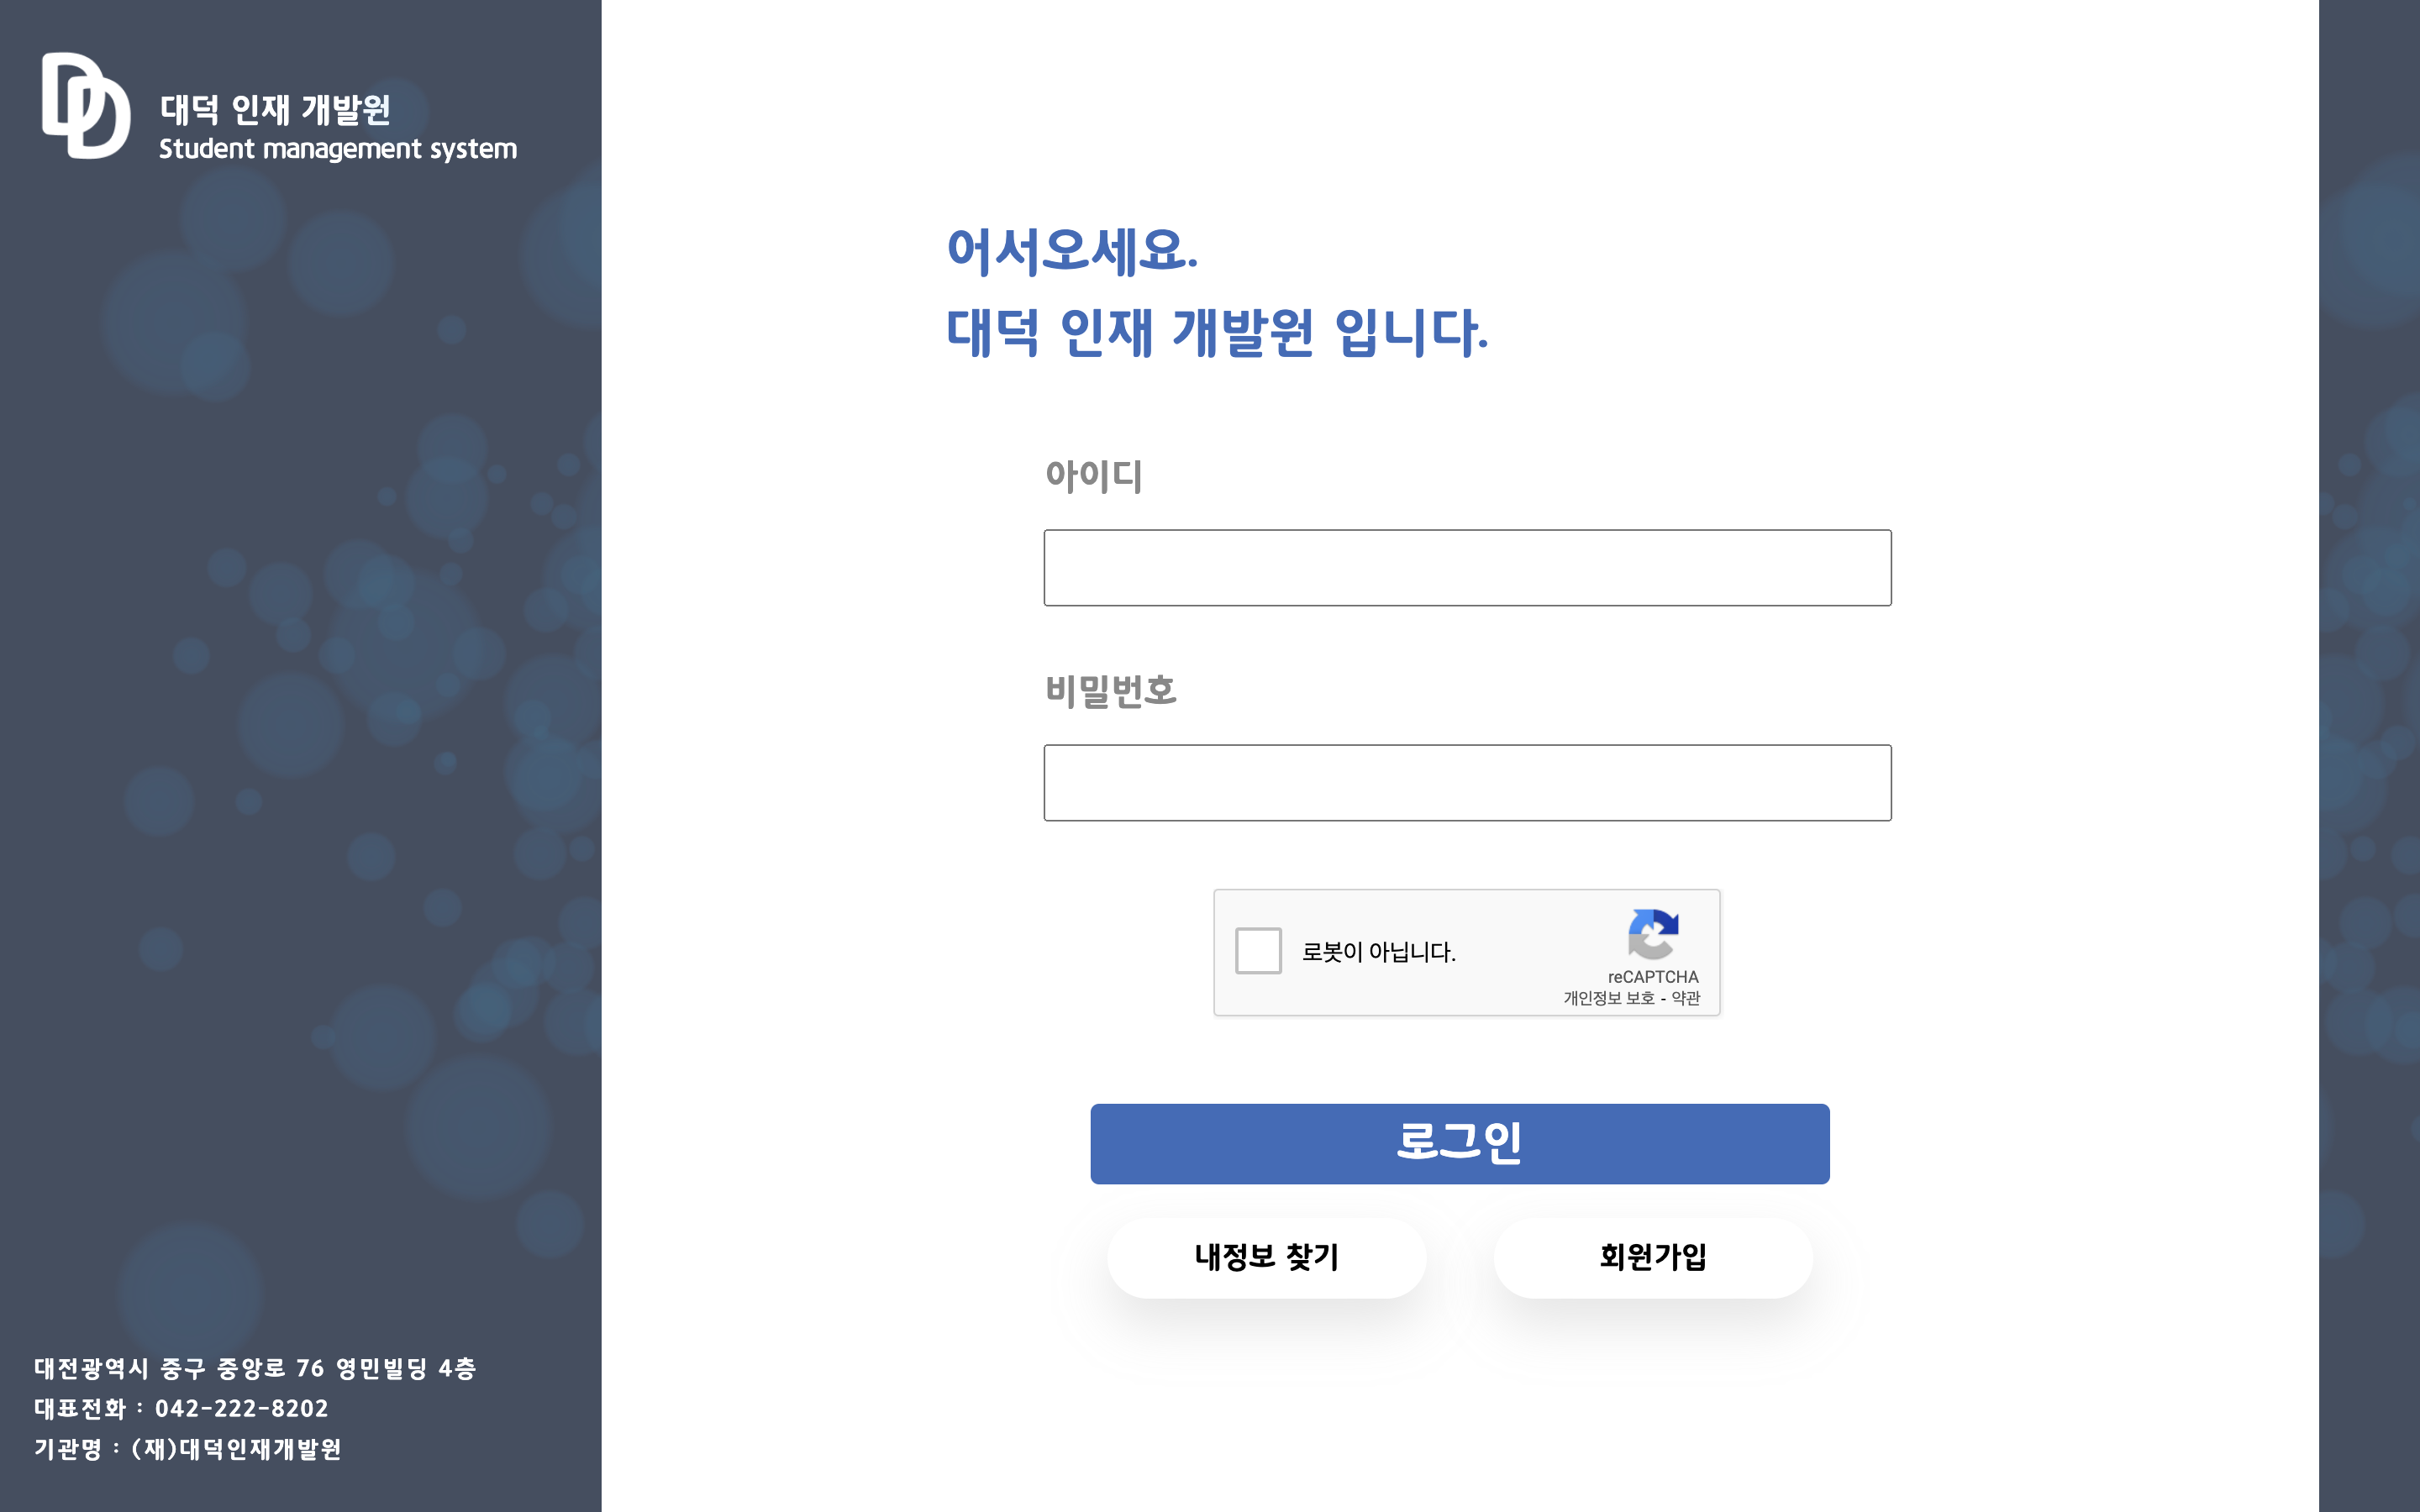 대덕 인재 개발원
Student management system
어서오세요.
대덕 인재 개발원 입니다.
아이디
비밀번호
로봇이 아닙니다.
reCAPTCHA
개인정보 보호 - 약관
로그인
내정보 찾기
회원가입
대전광역시 중구 중앙로 76 영민빌딩 4층
대표전화 : 042-222-8202
기관명 : (재)대덕인재개발원